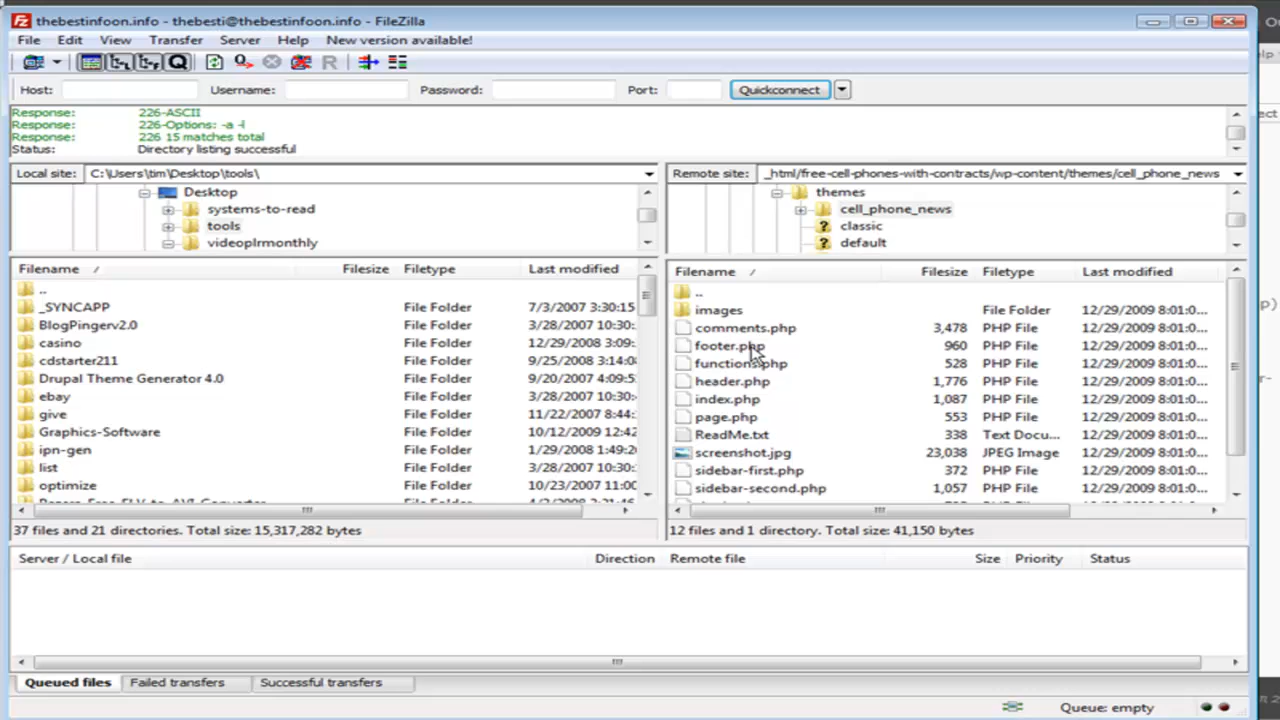 thebestinfoon.info - thebesti@thebestinfoon.info - FileZilla
File Edit View Transfer Server Help New version available!
Host: Username: Password: Port: Quickconnect
Response: 226-ASCII
Response: 226-Options: -a -l
Response: 226 15 matches total
Status: Directory listing successful
Local site: C:\Users\tim\Desktop\tools\
Desktop
systems-to-read
tools
videoplrmonthly
Remote site: _html/free-cell-phones-with-contracts/wp-content/themes/cell_phone_news
themes
cell_phone_news
classic
default
Filename / Filesize Filetype Last modified
..
_SYNCAPP File Folder 7/3/2007 3:30:15
BlogPingerv2.0 File Folder 3/28/2007 10:30:
casino File Folder 12/29/2008 3:09:
cdstarter211 File Folder 9/25/2008 3:14:0
Drupal Theme Generator 4.0 File Folder 9/20/2007 4:09:5
ebay File Folder 3/28/2007 10:30:
give File Folder 11/22/2007 8:44:
Graphics-Software File Folder 10/12/2009 12:42
ipn-gen File Folder 1/29/2008 1:49:2
list File Folder 3/28/2007 10:30:
optimize File Folder 10/23/2007 11:00
37 files and 21 directories. Total size: 15,317,282 bytes
Filename / Filesize Filetype Last modified
..
images File Folder 12/29/2009 8:01:0...
comments.php 3,478 PHP File 12/29/2009 8:01:0...
footer.php 960 PHP File 12/29/2009 8:01:0...
functions.php 528 PHP File 12/29/2009 8:01:0...
header.php 1,776 PHP File 12/29/2009 8:01:0...
index.php 1,087 PHP File 12/29/2009 8:01:0...
page.php 553 PHP File 12/29/2009 8:01:0...
ReadMe.txt 338 Text Docu... 12/29/2009 8:01:0...
screenshot.jpg 23,038 JPEG Image 12/29/2009 8:01:0...
sidebar-first.php 372 PHP File 12/29/2009 8:01:0...
sidebar-second.php 1,057 PHP File 12/29/2009 8:01:0...
12 files and 1 directory. Total size: 41,150 bytes
Server / Local file Direction Remote file Size Priority Status
Queued files Failed transfers Successful transfers
Queue: empty